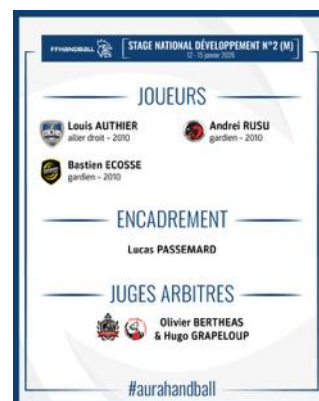 FFHANDBALL
STAGE NATIONAL DÉVELOPPEMENT N°2 (M)
12 - 15 janvier 2026
JOUEURS
Louis AUTHIER
ailier droit - 2010
Andrei RUSU
gardien - 2010
Bastien ECOSSE
gardien - 2010
ENCADREMENT
Lucas PASSEMARD
JUGES ARBITRES
Olivier BERTHEAS
& Hugo GRAPELOUP
#aurahandball